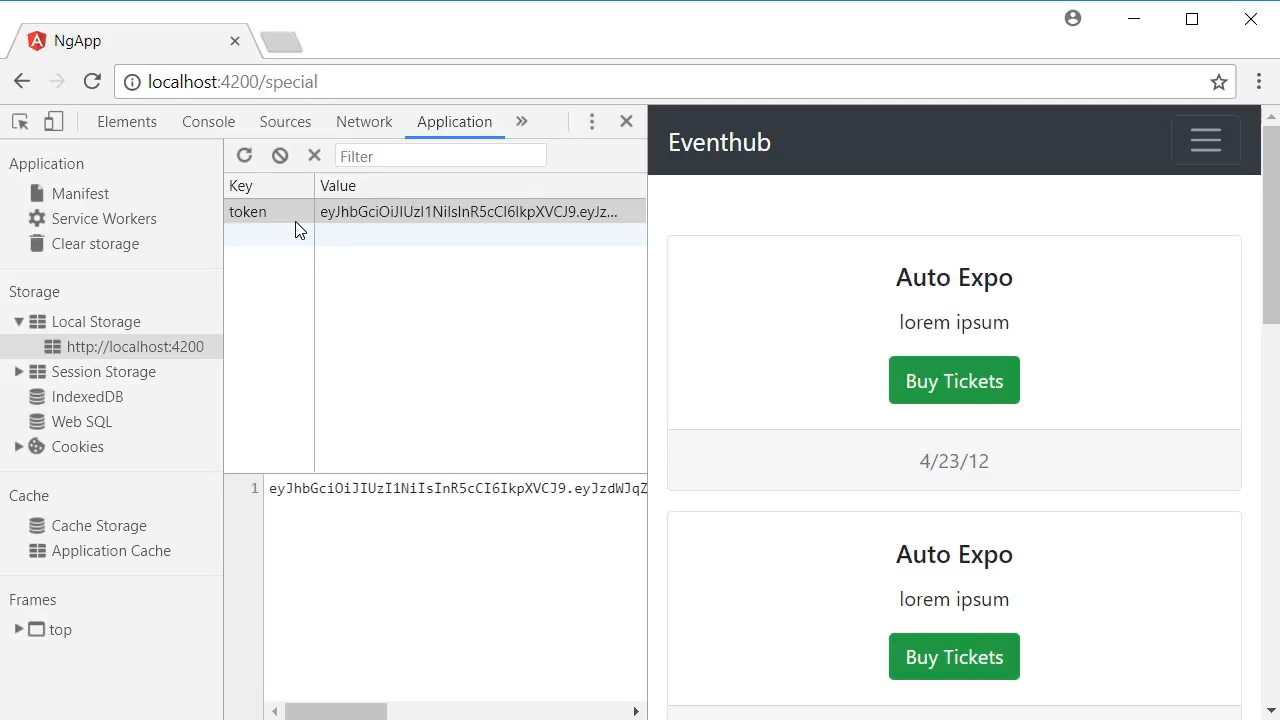 NgApp
localhost:4200/special
Elements
Console
Sources
Network
Application
»
Application
Manifest
Service Workers
Clear storage
Storage
Local Storage
http://localhost:4200
Session Storage
IndexedDB
Web SQL
Cookies
Cache
Cache Storage
Application Cache
Frames
top
Filter
Key
Value
token
eyJhbGciOiJIUzI1NiIsInR5cCI6IkpXVCJ9.eyJz...
1
eyJhbGciOiJIUzI1NiIsInR5cCI6IkpXVCJ9.eyJzdWJqZ
Eventhub
Auto Expo
lorem ipsum
Buy Tickets
4/23/12
Auto Expo
lorem ipsum
Buy Tickets